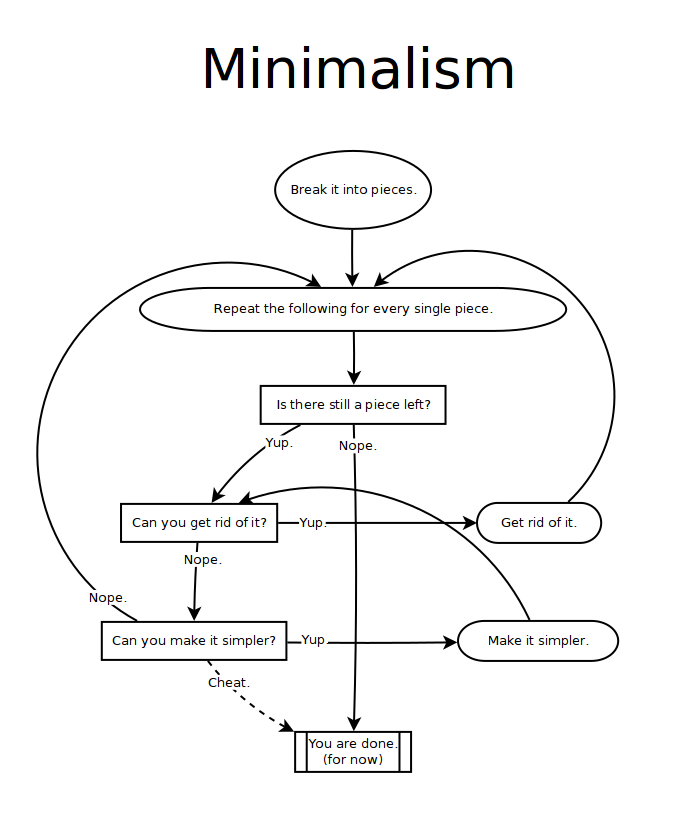 Minimalism
Break it into pieces.
Repeat the following for every single piece.
Is there still a piece left?
Yup.
Nope.
Can you get rid of it?
Yup.
Get rid of it.
Nope.
Nope.
Can you make it simpler?
Yup.
Make it simpler.
Cheat.
You are done.
(for now)